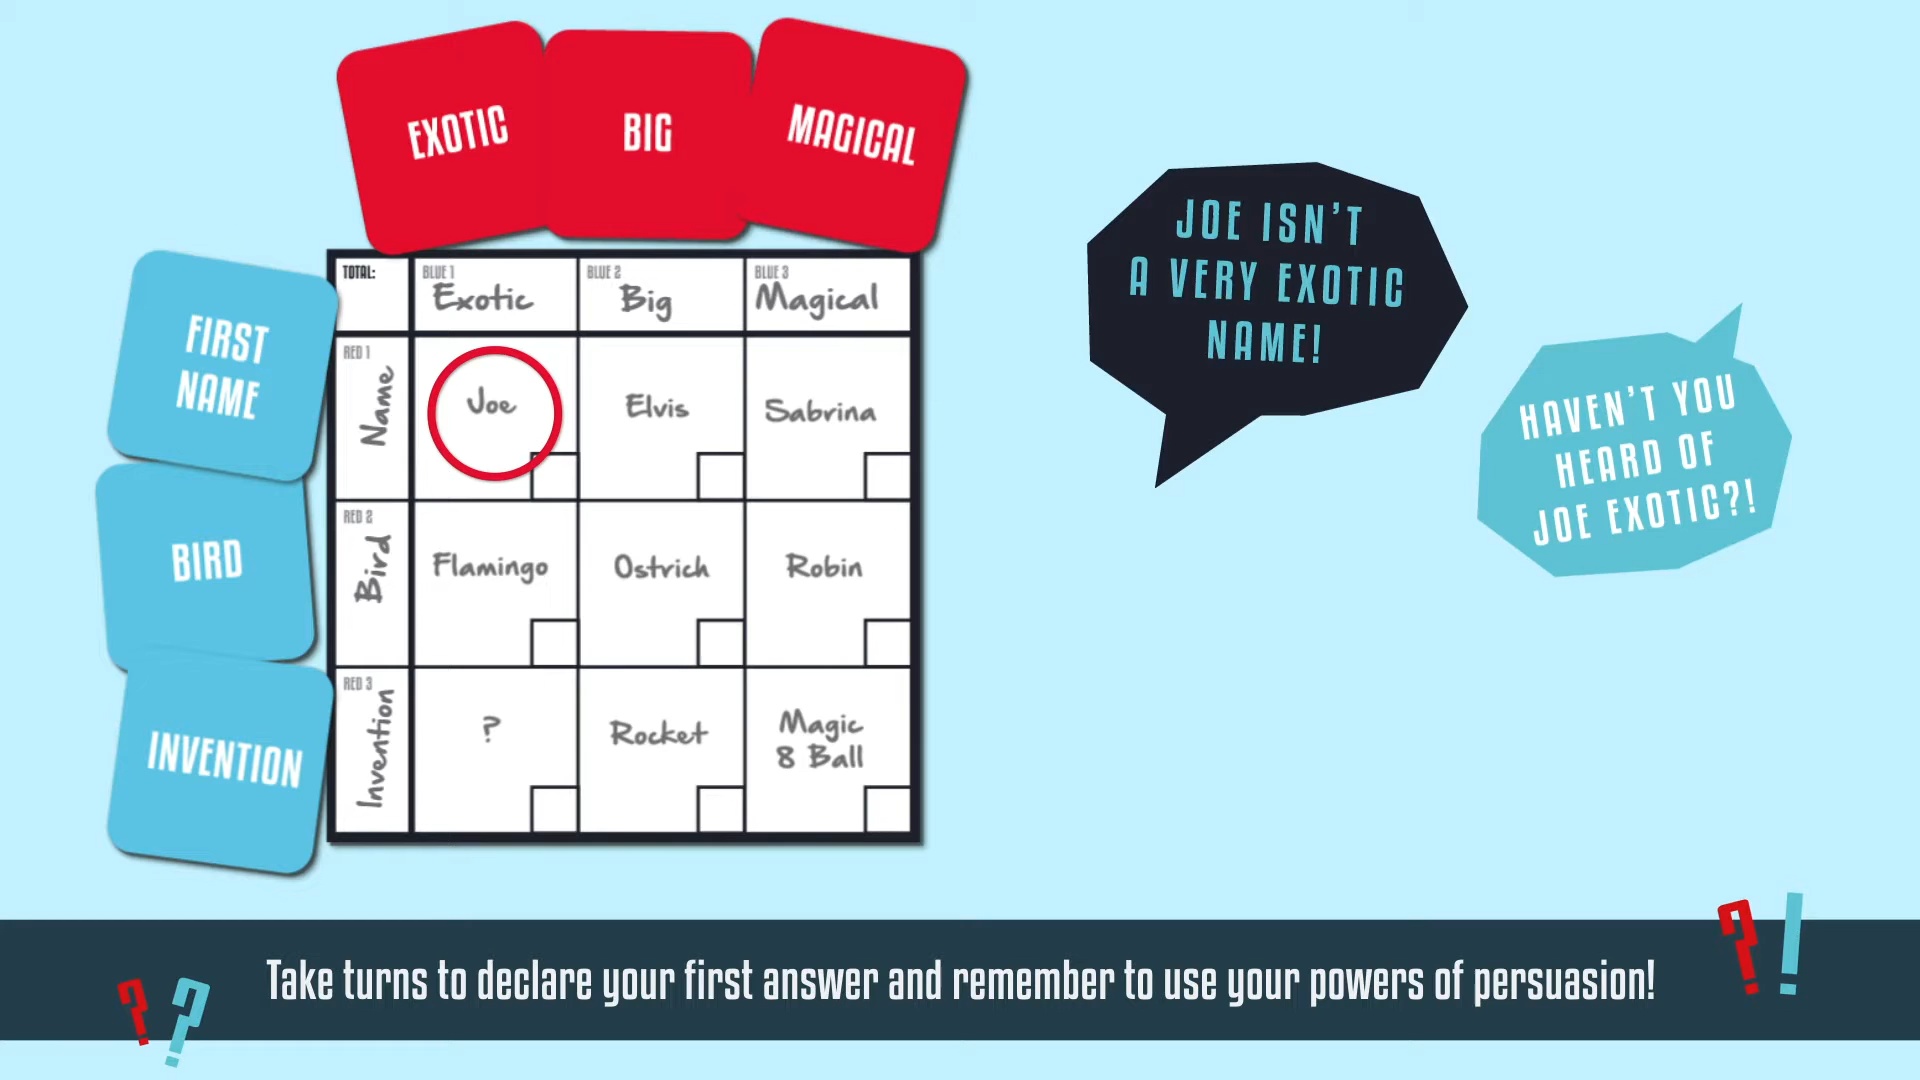 EXOTIC
BIG
MAGICAL
FIRST
NAME
BIRD
INVENTION
TOTAL:
BLUE 1
Exotic
BLUE 2
Big
BLUE 3
Magical
RED 1
Name
Joe
Elvis
Sabrina
RED 2
Bird
Flamingo
Ostrich
Robin
RED 3
Invention
?
Rocket
Magic
8 Ball
JOE ISN'T
A VERY EXOTIC
NAME!
HAVEN'T YOU
HEARD OF
JOE EXOTIC?!
? ?
Take turns to declare your first answer and remember to use your powers of persuasion!
? !